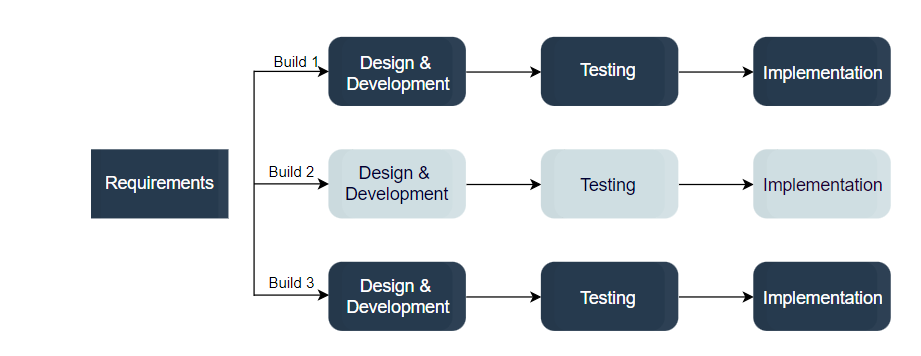 Build 1
Design &
Development
Testing
Implementation
Requirements
Build 2
Design &
Development
Testing
Implementation
Build 3
Design &
Development
Testing
Implementation